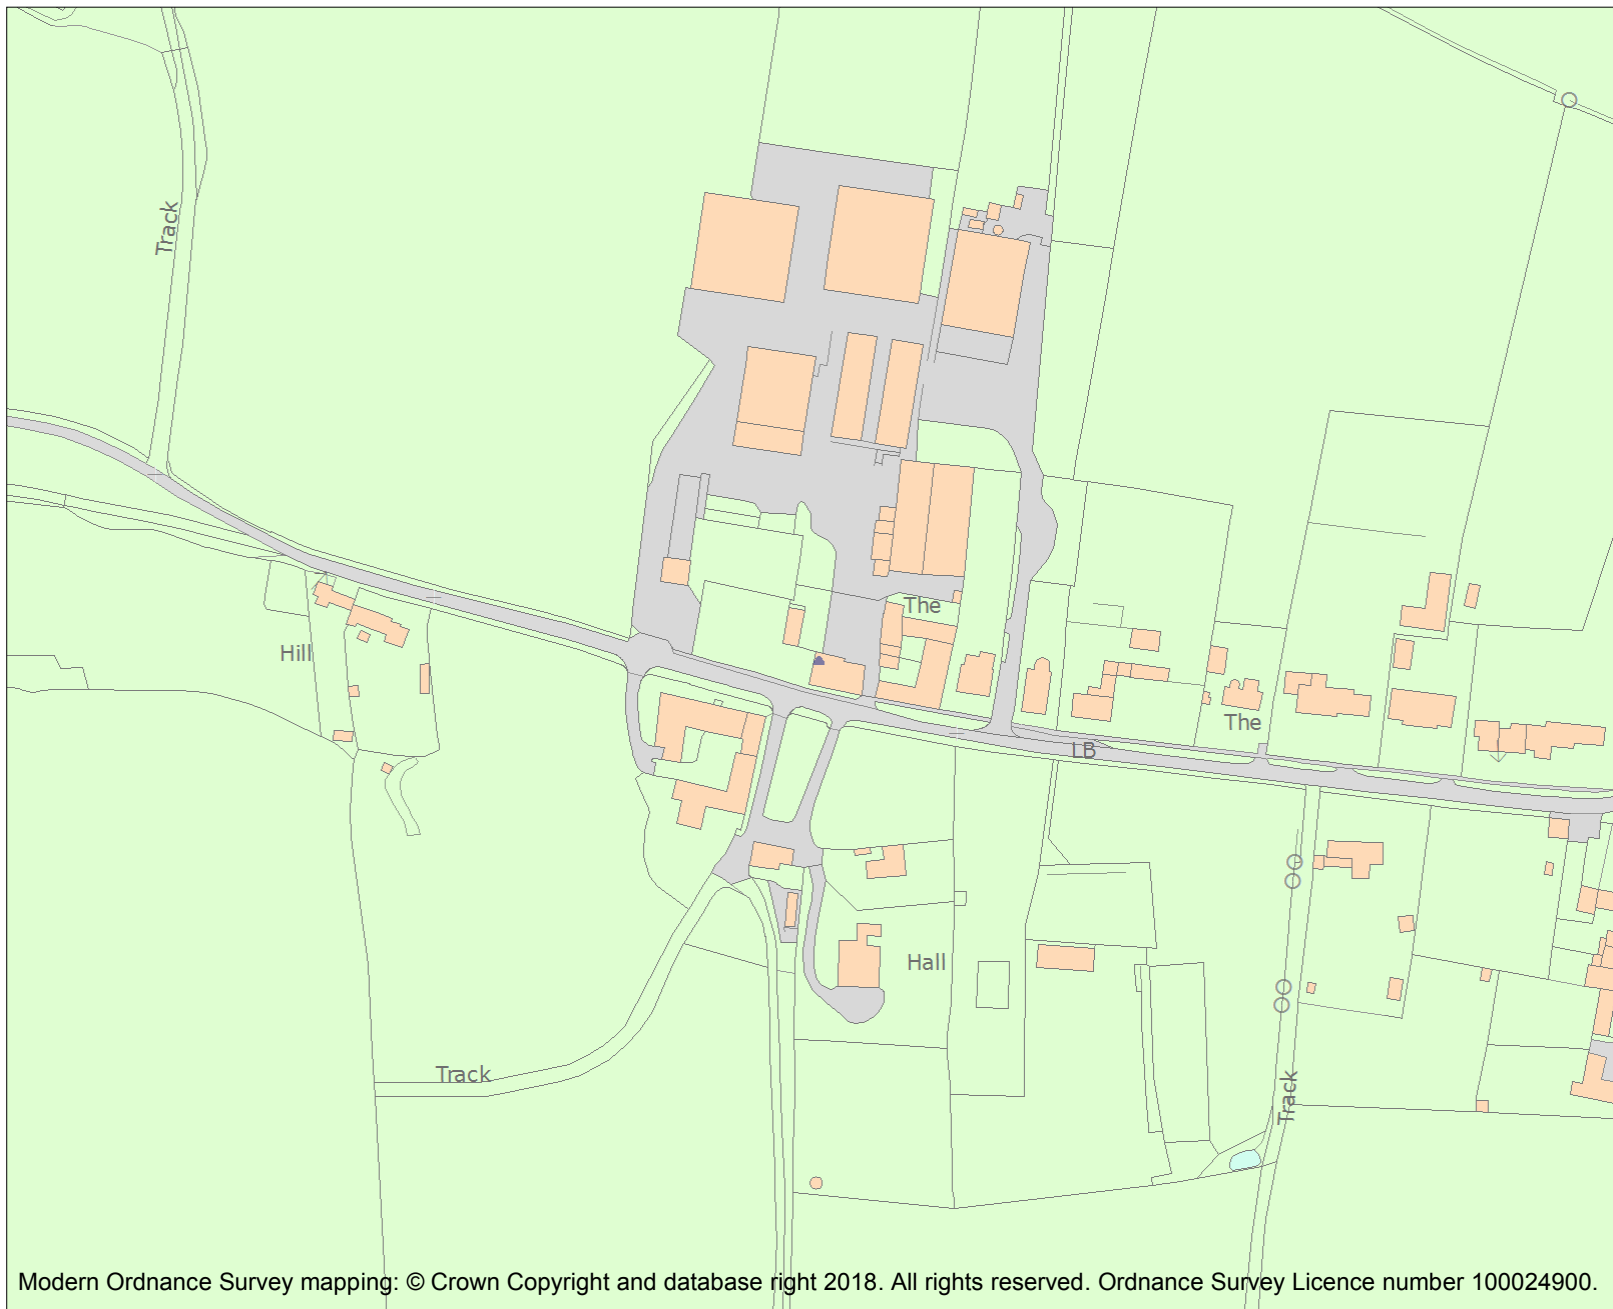 Track
The
Hill
The
LB
Hall
Track
Track
Modern Ordnance Survey mapping: © Crown Copyright and database right 2018. All rights reserved. Ordnance Survey Licence number 100024900.